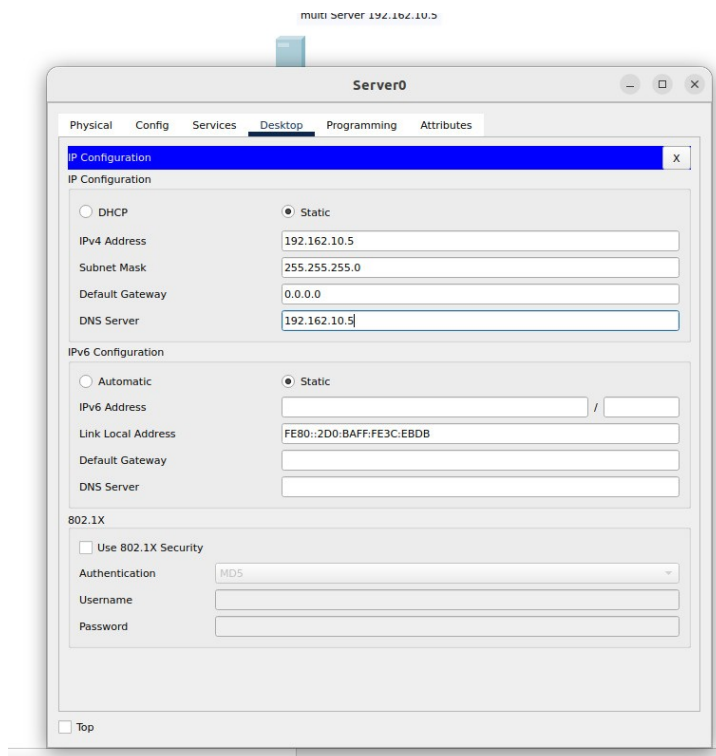 multi Server 192.162.10.5
Server0
Physical Config Services Desktop Programming Attributes
IP Configuration X
IP Configuration
DHCP Static
IPv4 Address 192.162.10.5
Subnet Mask 255.255.255.0
Default Gateway 0.0.0.0
DNS Server 192.162.10.5
IPv6 Configuration
Automatic Static
IPv6 Address /
Link Local Address FE80::2D0:BAFF:FE3C:EBDB
Default Gateway
DNS Server
802.1X
Use 802.1X Security
Authentication MD5
Username
Password
Top